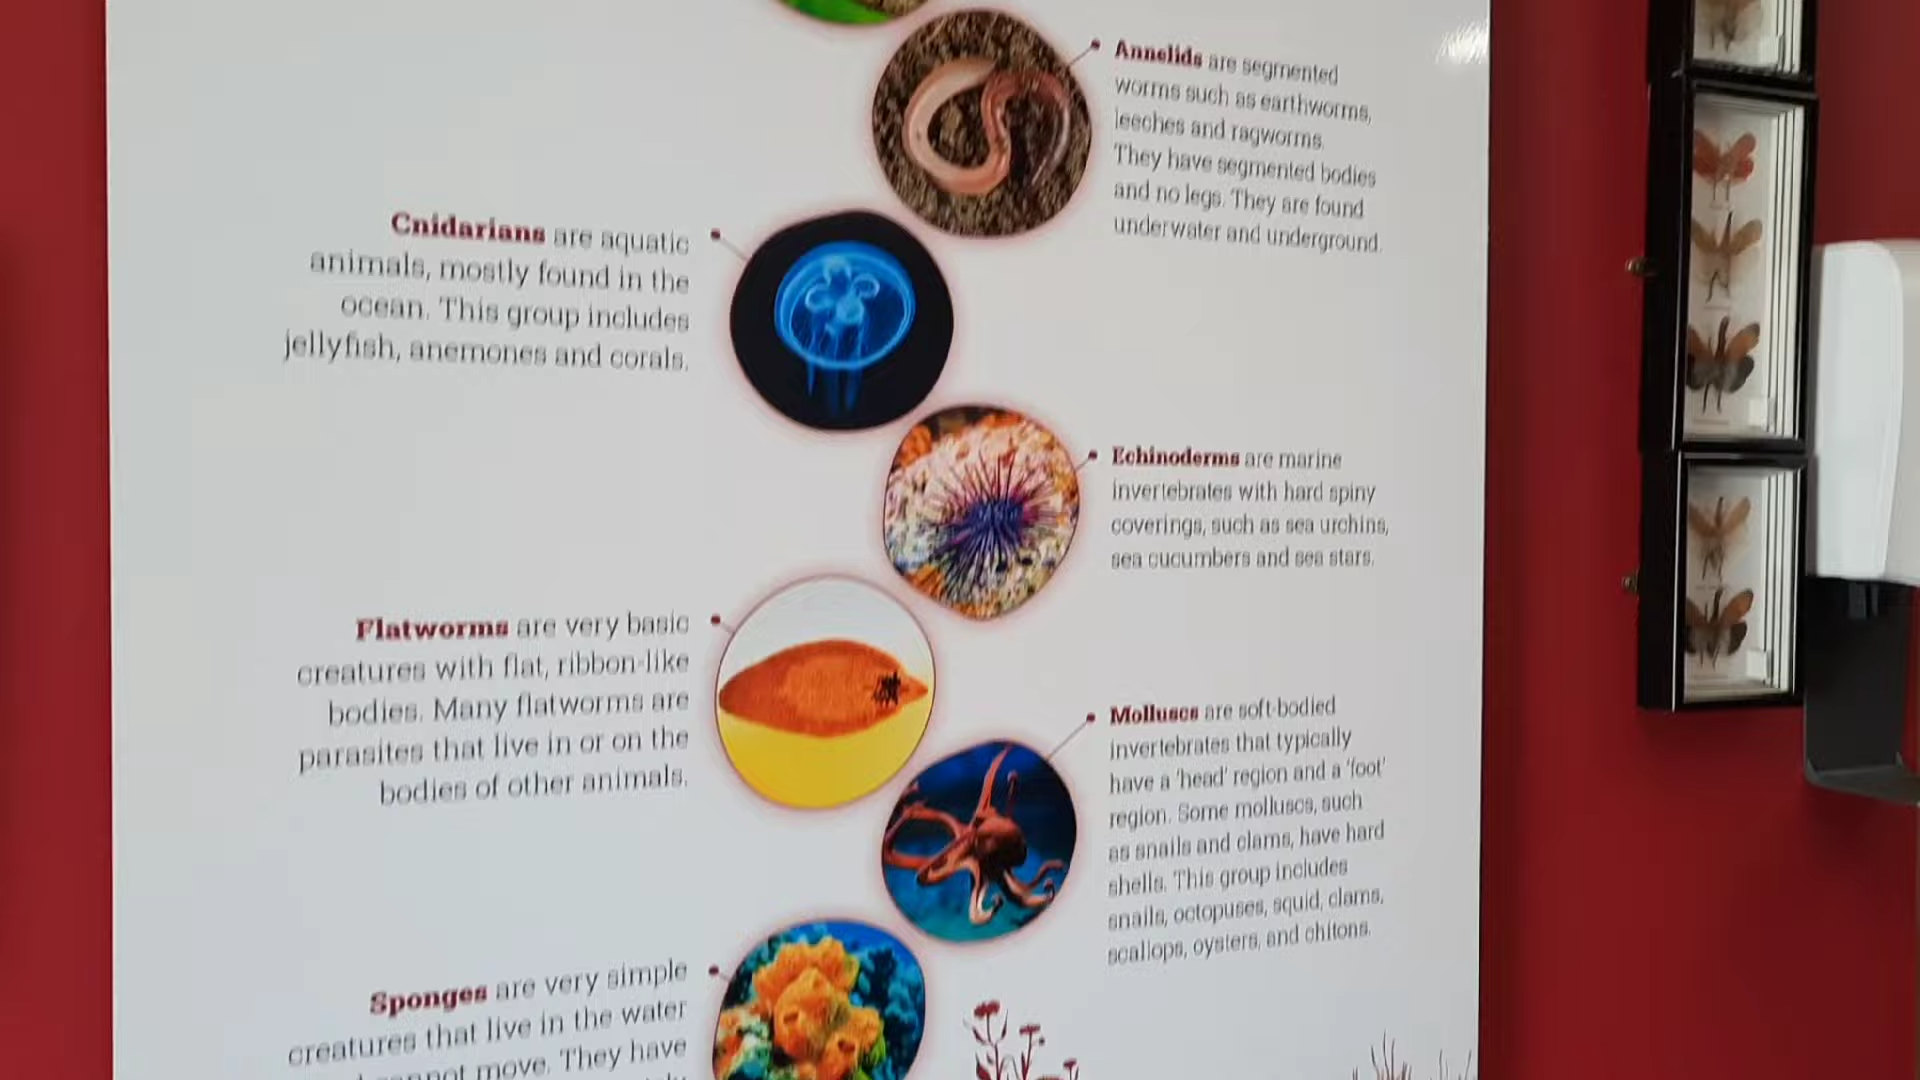 Annelids are segmented
worms such as earthworms,
leeches and ragworms.
They have segmented bodies
and no legs. They are found
underwater and underground.
Cnidarians are aquatic
animals, mostly found in the
ocean. This group includes
jellyfish, anemones and corals.
Echinoderms are marine
invertebrates with hard spiny
coverings, such as sea urchins,
sea cucumbers and sea stars.
Flatworms are very basic
creatures with flat, ribbon-like
bodies. Many flatworms are
parasites that live in or on the
bodies of other animals.
Molluscs are soft-bodied
invertebrates that typically
have a 'head' region and a 'foot'
region. Some molluscs, such
as snails and clams, have hard
shells. This group includes
snails, octopuses, squid, clams,
scallops, oysters, and chitons.
Sponges are very simple
creatures that live in the water
cannot move. They have